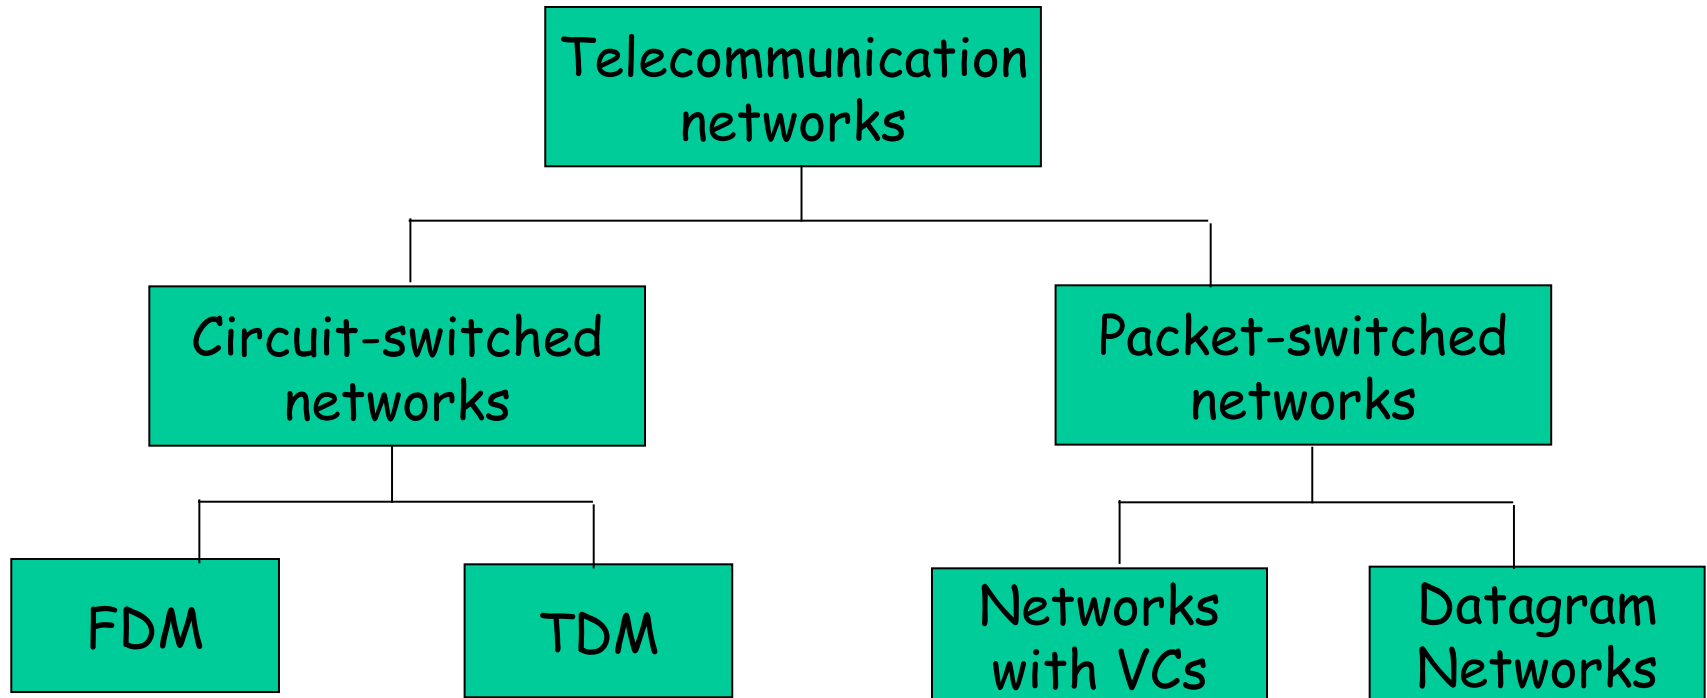 Telecommunication
networks
Circuit-switched
networks
Packet-switched
networks
FDM
TDM
Networks
with VCs
Datagram
Networks